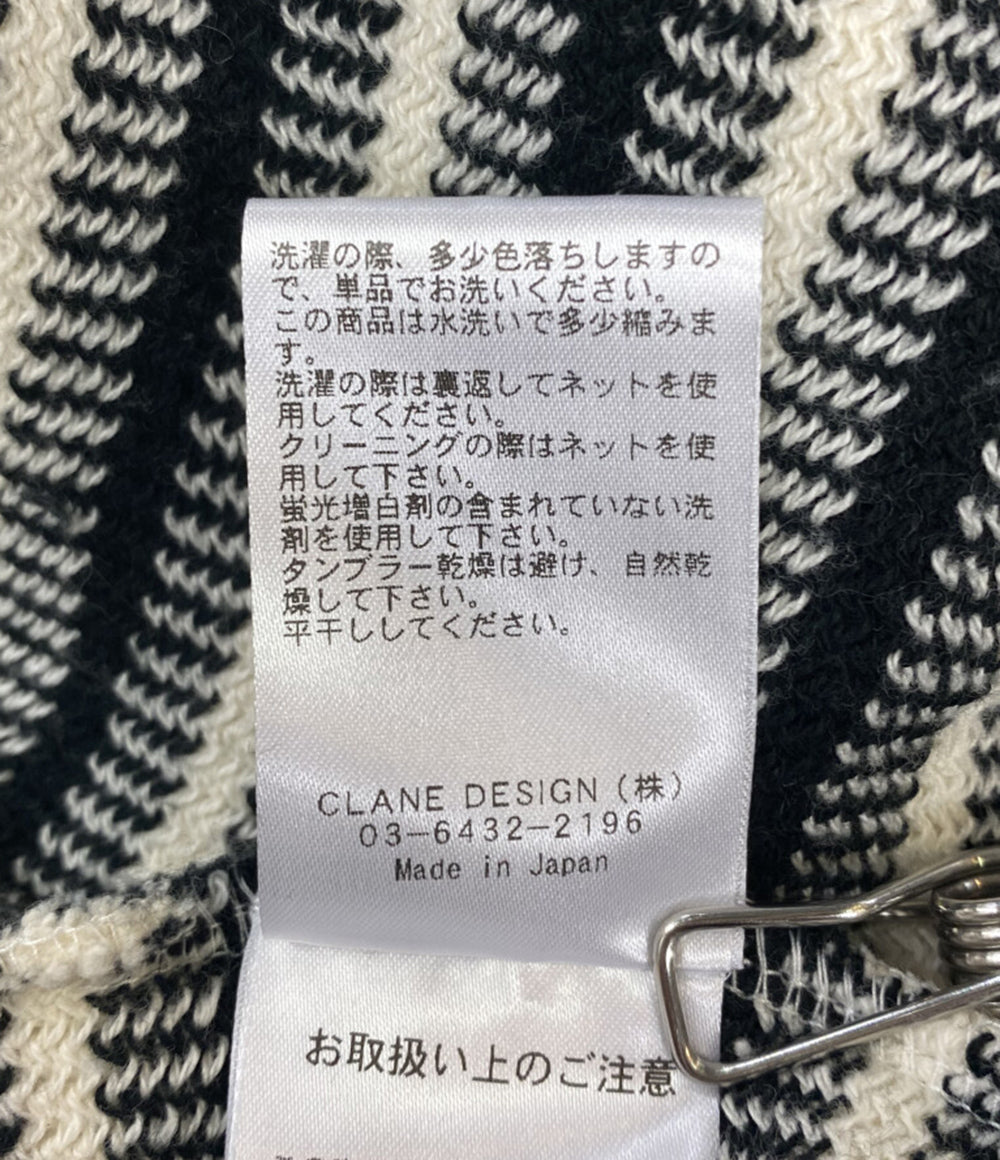 洗濯の際、多少色落ちしますの
で、単品でお洗いください。
この商品は水洗いで多少縮みま
す。
洗濯の際は裏返してネットを使
用してください。
クリーニングの際はネットを使
用して下さい。
蛍光増白剤の含まれていない洗
剤を使用して下さい。
タンブラー乾燥は避け、自然乾
燥して下さい。
平干ししてください。
CLANE DESIGN（株）
03-6432-2196
Made in Japan
お取扱い上のご注意